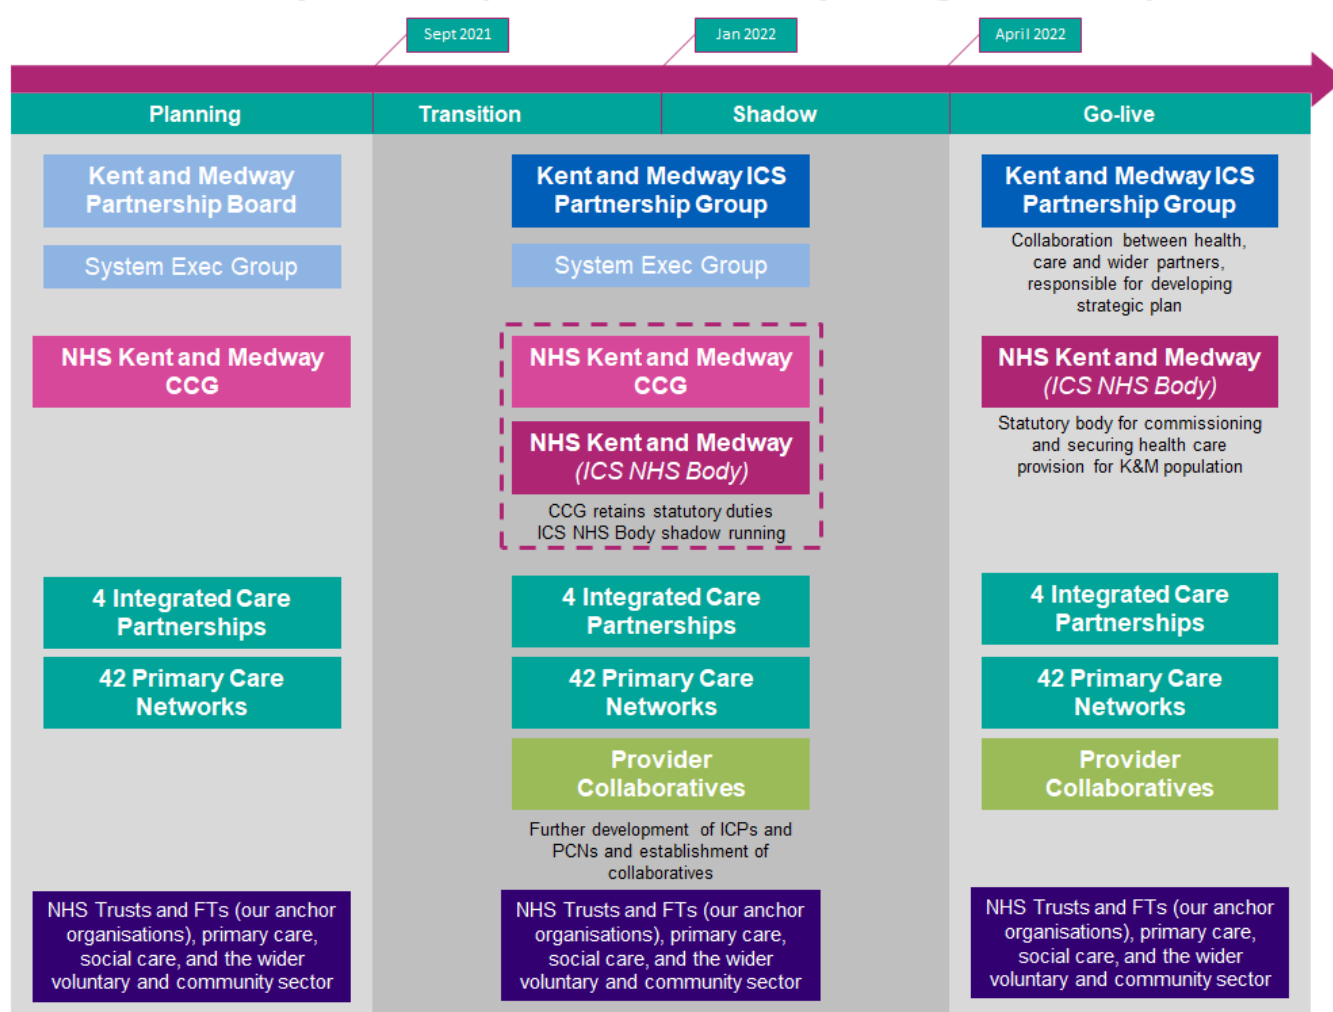 Sept 2021
Jan 2022
April 2022
Planning
Transition
Shadow
Go-live
Kent and Medway
Partnership Board
System Exec Group
NHS Kent and Medway
CCG
4 Integrated Care
Partnerships
42 Primary Care
Networks
NHS Trusts and FTs (our anchor
organisations), primary care,
social care, and the wider
voluntary and community sector
Kent and Medway ICS
Partnership Group
System Exec Group
NHS Kent and Medway
CCG
NHS Kent and Medway
(ICS NHS Body)
CCG retains statutory duties
ICS NHS Body shadow running
4 Integrated Care
Partnerships
42 Primary Care
Networks
Provider
Collaboratives
Further development of ICPs and
PCNs and establishment of
collaboratives
NHS Trusts and FTs (our anchor
organisations), primary care,
social care, and the wider
voluntary and community sector
Kent and Medway ICS
Partnership Group
Collaboration between health,
care and wider partners,
responsible for developing
strategic plan
NHS Kent and Medway
(ICS NHS Body)
Statutory body for commissioning
and securing health care
provision for K&M population
4 Integrated Care
Partnerships
42 Primary Care
Networks
Provider
Collaboratives
NHS Trusts and FTs (our anchor
organisations), primary care,
social care, and the wider
voluntary and community sector